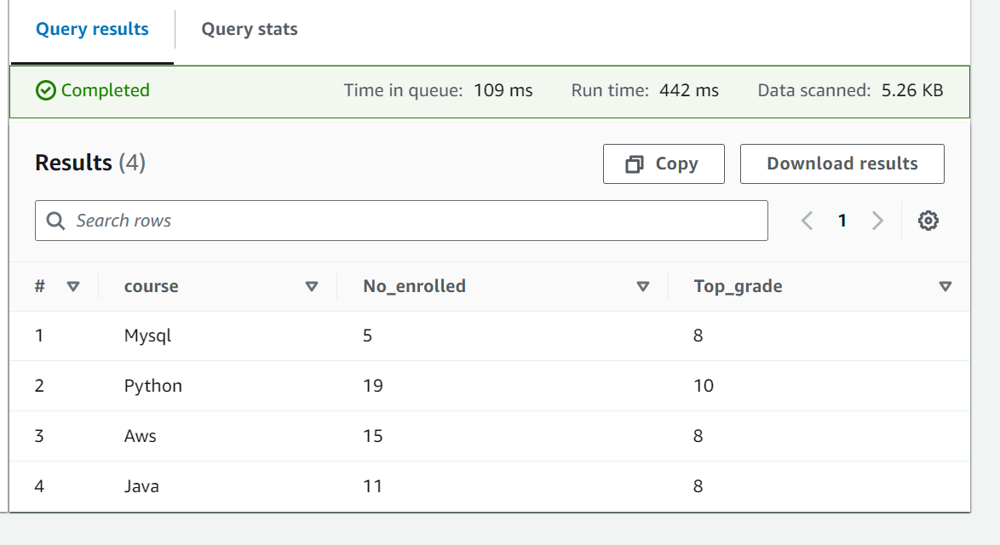 Query results Query stats
Completed Time in queue: 109 ms Run time: 442 ms Data scanned: 5.26 KB
Results (4) Copy Download results
Search rows 1
# course No_enrolled Top_grade
1 Mysql 5 8
2 Python 19 10
3 Aws 15 8
4 Java 11 8